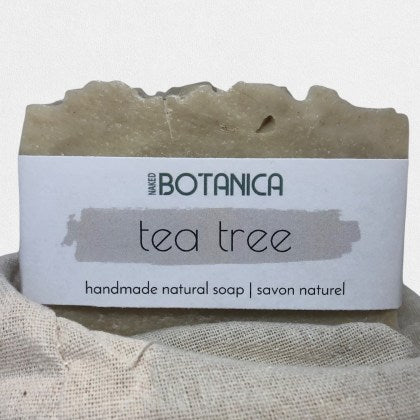 NAKED BOTANICA
tea tree
handmade natural soap | savon naturel